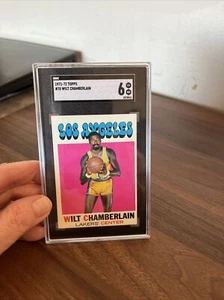 1971-72 TOPPS
#70 WILT CHAMBERLAIN
6
LOS ANGELES
WILT CHAMBERLAIN
LAKERS CENTER